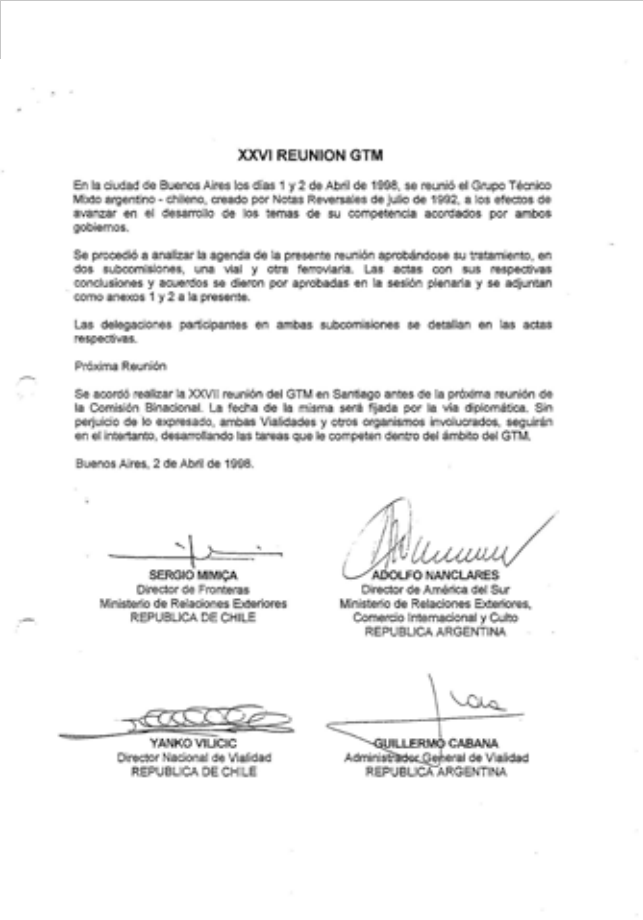 XXVI REUNION GTM
En la ciudad de Buenos Aires los días 1 y 2 de Abril de 1998, se reunió el Grupo Técnico
Mixto argentino - chileno, creado por Notas Reversales de julio de 1992, a los efectos de
avanzar en el desarrollo de los temas de su competencia acordados por ambos
gobiernos.
Se procedió a analizar la agenda de la presente reunión aprobándose su tratamiento, en
dos subcomisiones, una vial y otra ferroviaria. Las actas con sus respectivas
conclusiones y acuerdos se dieron por aprobadas en la sesión plenaria y se adjuntan
como anexos 1 y 2 a la presente.
Las delegaciones participantes en ambas subcomisiones se detallan en las actas
respectivas.
Próxima Reunión
Se acordó realizar la XXVII reunión del GTM en Santiago antes de la próxima reunión de
la Comisión Binacional. La fecha de la misma será fijada por la vía diplomática. Sin
perjuicio de lo expresado, ambas Vialidades y otros organismos involucrados, seguirán
en el intertanto, desarrollando las tareas que le competen dentro del ámbito del GTM.
Buenos Aires, 2 de Abril de 1998.
SERGIO MIMIÇA
Director de Fronteras
Ministerio de Relaciones Exteriores
REPUBLICA DE CHILE
ADOLFO NANCLARES
Director de América del Sur
Ministerio de Relaciones Exteriores,
Comercio Internacional y Culto
REPUBLICA ARGENTINA
YANKO VILICIC
Director Nacional de Vialidad
REPUBLICA DE CHILE
GUILLERMO CABANA
Administrador General de Vialidad
REPUBLICA ARGENTINA